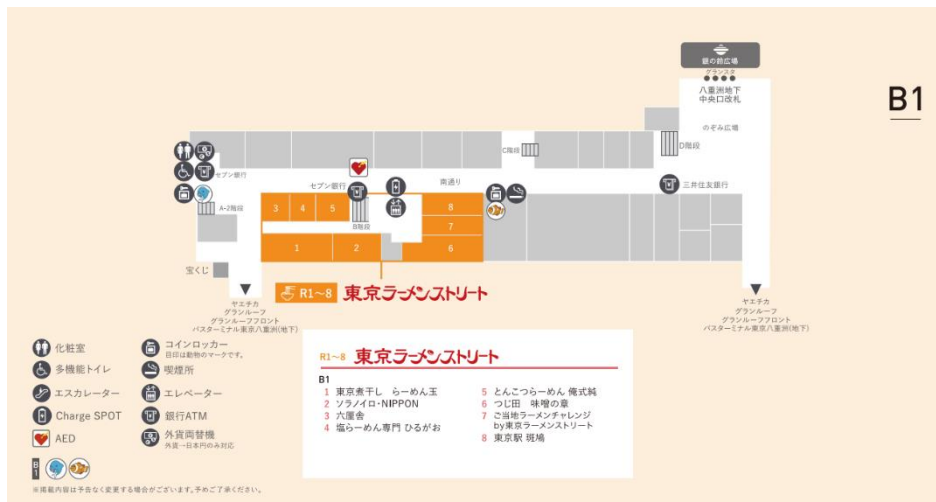 銀の鈴広場
グランスタ
八重洲地下
中央口改札
B1
のぞみ広場
C階段
D階段
セブン銀行
セブン銀行
南通り
三井住友銀行
A-2階段
3 4 5
B階段
8
7
6
1 2
宝くじ
R1~8 東京ラーメンストリート
ヤエチカ
グランルーフ
グランルーフフロント
バスターミナル東京八重洲(地下)
ヤエチカ
グランルーフ
グランルーフフロント
バスターミナル東京八重洲(地下)
化粧室
多機能トイレ
エスカレーター
Charge SPOT
AED
コインロッカー
目印は動物のマークです。
喫煙所
エレベーター
銀行ATM
外貨両替機
外貨→日本円のみ対応
B1
※掲載内容は予告なく変更する場合がございます。予めご了承ください。
R1~8 東京ラーメンストリート
B1
1 東京煮干し らーめん玉
2 ソラノイロ・NIPPON
3 六厘舎
4 塩らーめん専門 ひるがお
5 とんこつらーめん 俺式純
6 つじ田 味噌の章
7 ご当地ラーメンチャレンジ
by東京ラーメンストリート
8 東京駅 斑鳩